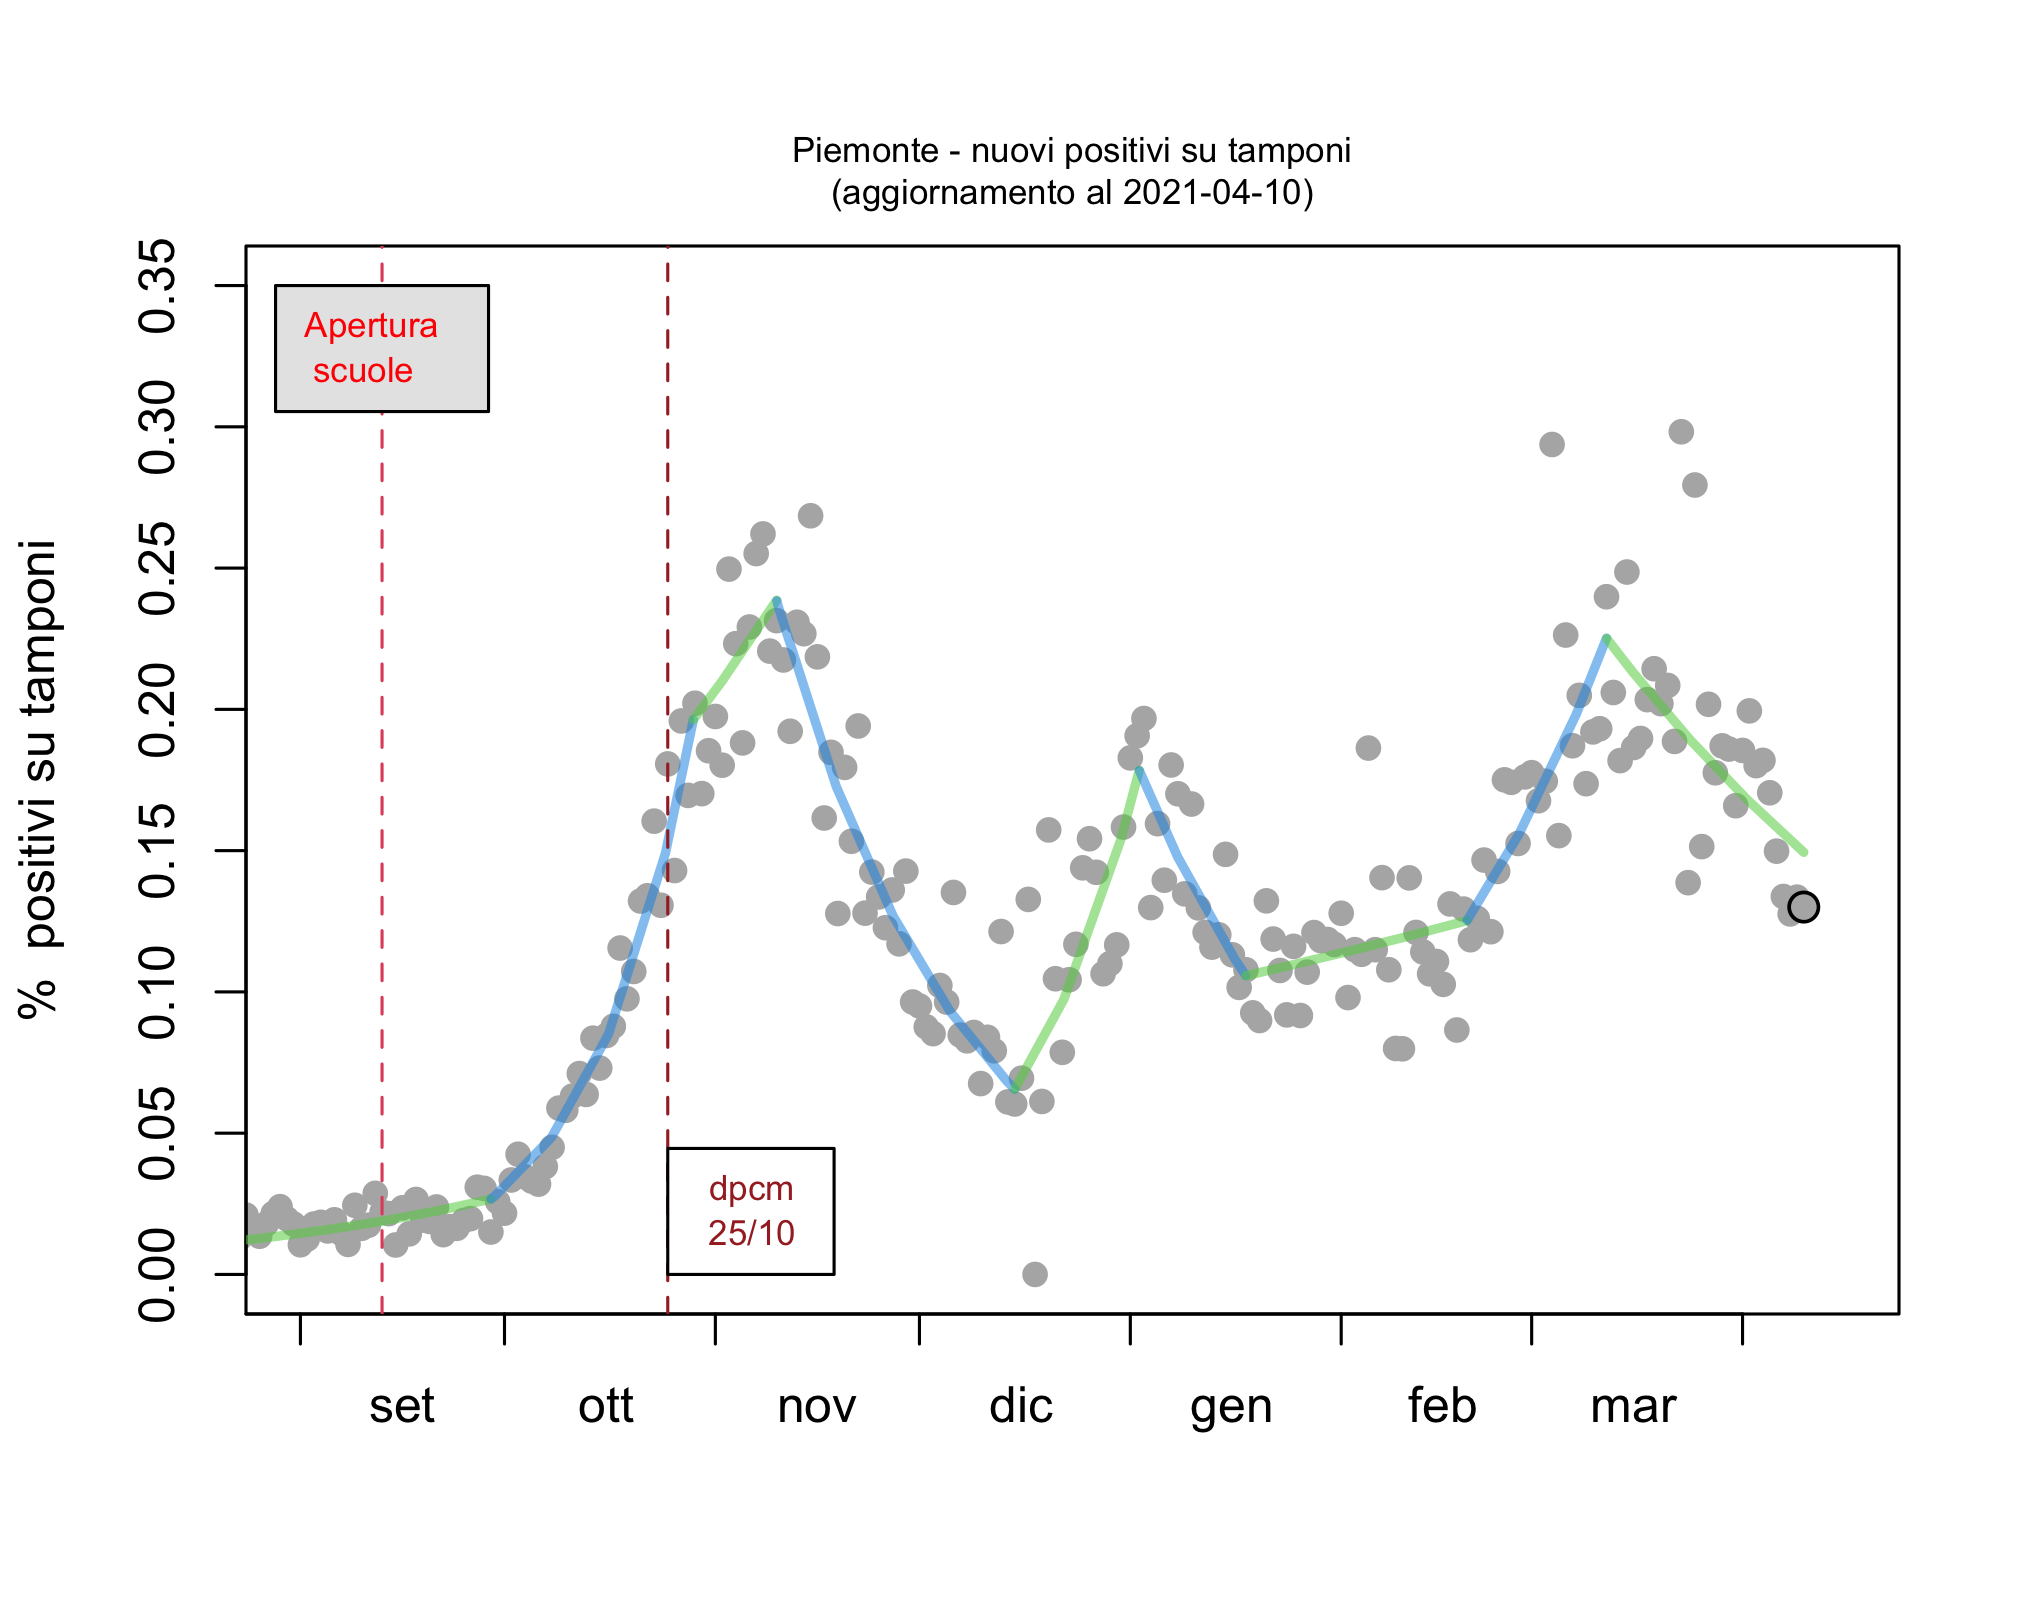 Piemonte - nuovi positivi su tamponi
(aggiornamento al 2021-04-10)
% positivi su tamponi
0.35
0.30
0.25
0.20
0.15
0.10
0.05
0.00
Apertura
scuole
dpcm
25/10
set ott nov dic gen feb mar